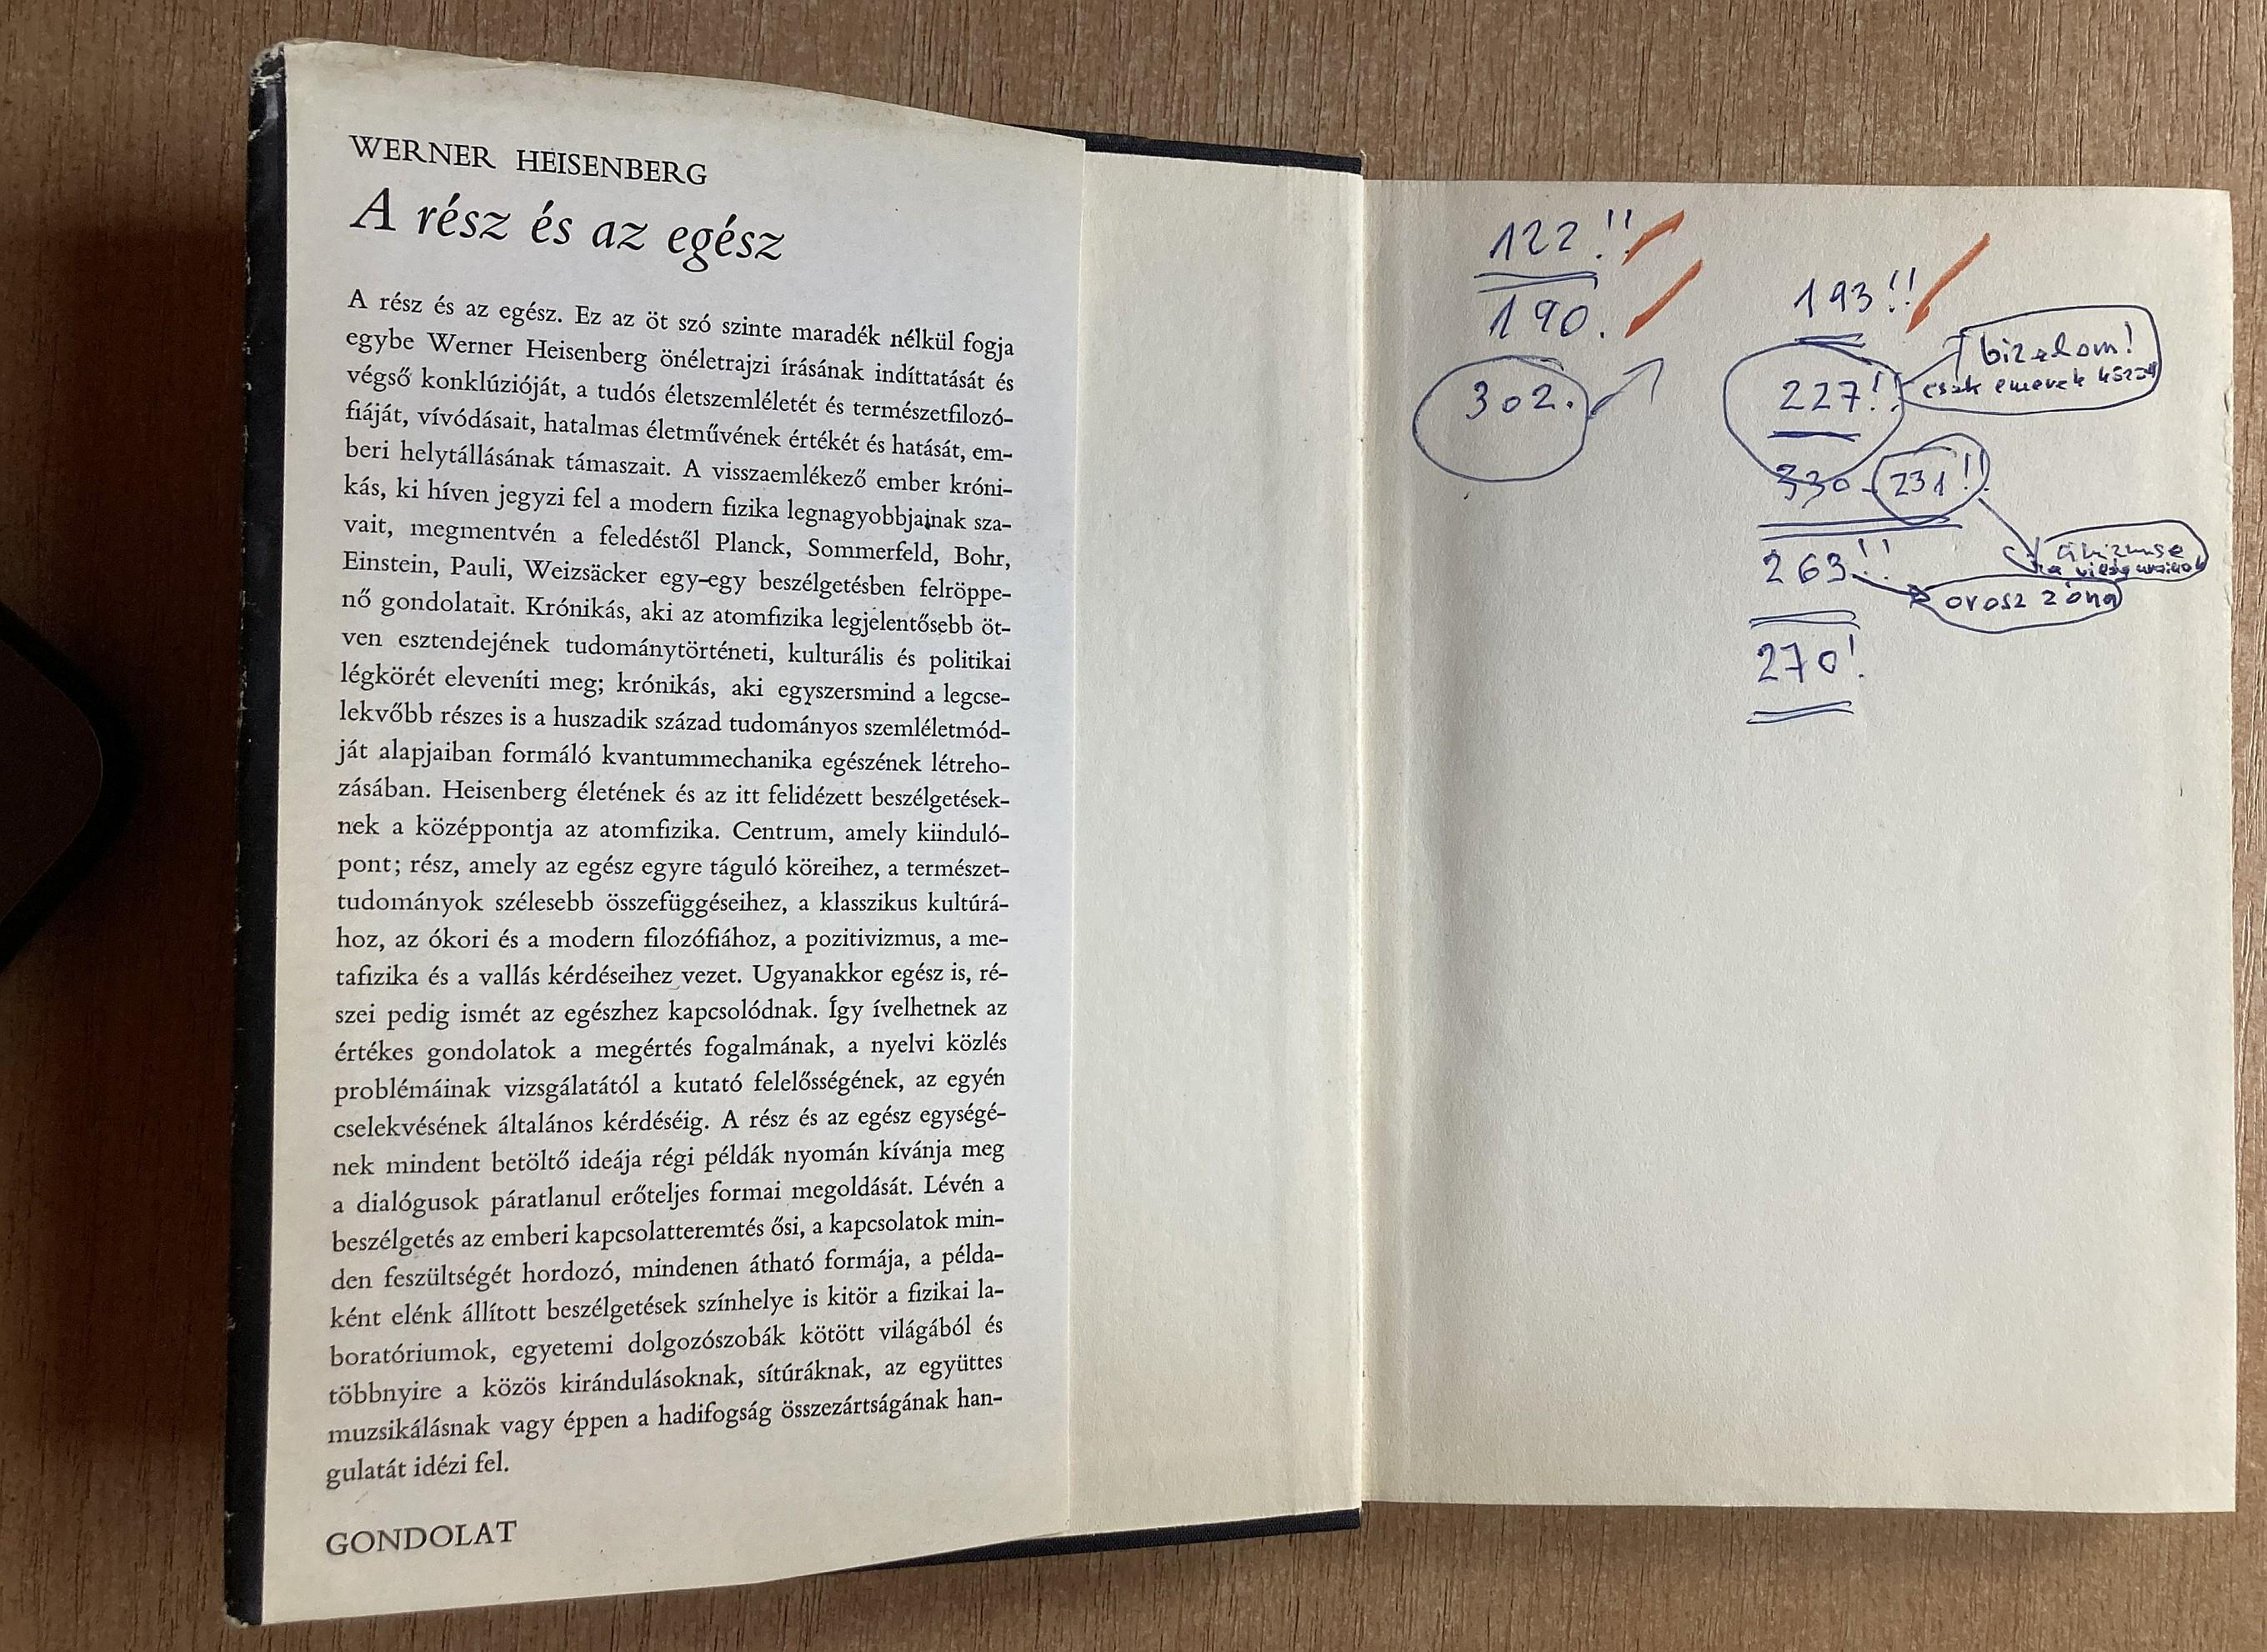 WERNER HEISENBERG
A rész és az egész
A rész és az egész. Ez az öt szó szinte maradék nélkül fogja
egybe Werner Heisenberg önéletrajzi írásának indíttatását és
végső konklúzióját, a tudós életszemléletét és természetfilozó-
fiáját, vívódásait, hatalmas életművének értékét és hatását, em-
beri helytállásának támaszait. A visszaemlékező ember króni-
kás, ki híven jegyzi fel a modern fizika legnagyobbjainak sza-
vait, megmentvén a feledéstől Planck, Sommerfeld, Bohr,
Einstein, Pauli, Weizsäcker egy-egy beszélgetésben felröppe-
nő gondolatait. Krónikás, aki az atomfizika legjelentősebb öt-
ven esztendejének tudománytörténeti, kulturális és politikai
légkörét eleveníti meg; krónikás, aki egyszersmind a legcse-
lekvőbb részes is a huszadik század tudományos szemléletmód-
ját alapjaiban formáló kvantummechanika egészének létreho-
zásában. Heisenberg életének és az itt felidézett beszélgetések-
nek a középpontja az atomfizika. Centrum, amely kiinduló-
pont; rész, amely az egész egyre táguló köreihez, a természet-
tudományok szélesebb összefüggéseihez, a klasszikus kultúrá-
hoz, az ókori és a modern filozófiához, a pozitivizmus, a me-
tafizika és a vallás kérdéseihez vezet. Ugyanakkor egész is, ré-
szei pedig ismét az egészhez kapcsolódnak. Így ívelhetnek az
értékes gondolatok a megértés fogalmának, a nyelvi közlés
problémáinak vizsgálatától a kutató felelősségének, az egyén
cselekvésének általános kérdéséig. A rész és az egész egységé-
nek mindent betöltő ideája régi példák nyomán kívánja meg
a dialógusok páratlanul erőteljes formai megoldását. Lévén a
beszélgetés az emberi kapcsolatteremtés ősi, a kapcsolatok min-
den feszültségét hordozó, mindenen átható formája, a példa-
ként elénk állított beszélgetések színhelye is kitör a fizikai la-
boratóriumok, egyetemi dolgozószobák kötött világából és
többnyire a közös kirándulásoknak, sítúráknak, az együttes
muzsikálásnak vagy éppen a hadifogság összezártságának han-
gulatát idézi fel.
GONDOLAT
122!!
190.
302.
193!!
227!!
bizalom!
csak
330-231!!
263!!
orosz zóna
270!